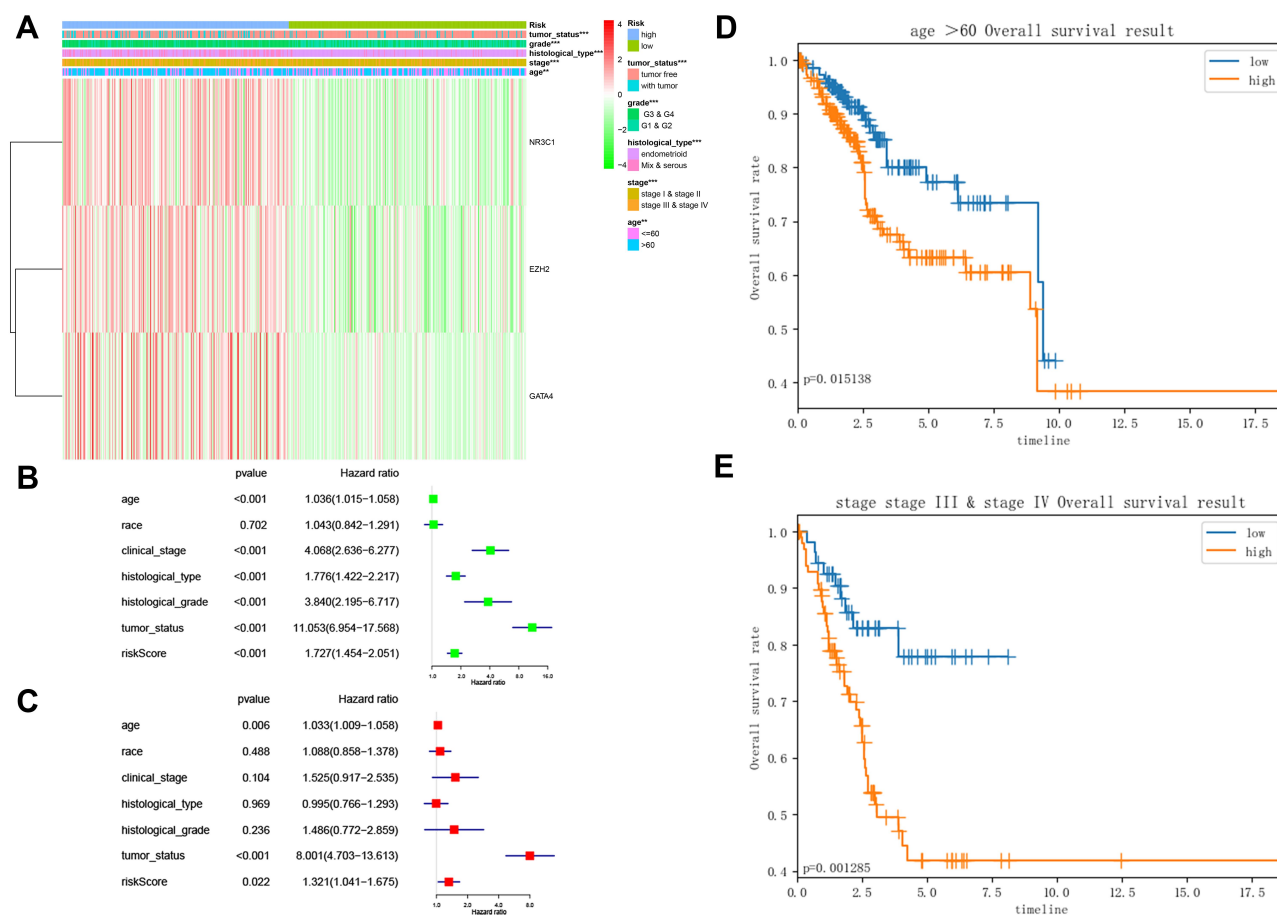 A
Risk
tumor_status***
grade***
histological_type***
stage***
age**
NR3C1
EZH2
GATA4
4
2
0
−2
−4
Risk
high
low
tumor_status***
tumor free
with tumor
grade***
G3 & G4
G1 & G2
histological_type***
endometrioid
Mix & serous
stage***
stage I & stage II
stage III & stage IV
age**
<=60
>60
B
pvalue Hazard ratio
age <0.001 1.036(1.015−1.058)
race 0.702 1.043(0.842−1.291)
clinical_stage <0.001 4.068(2.636−6.277)
histological_type <0.001 1.776(1.422−2.217)
histological_grade <0.001 3.840(2.195−6.717)
tumor_status <0.001 11.053(6.954−17.568)
riskScore <0.001 1.727(1.454−2.051)
1.0 2.0 4.0 8.0 16.0
Hazard ratio
C
pvalue Hazard ratio
age 0.006 1.033(1.009−1.058)
race 0.488 1.088(0.858−1.378)
clinical_stage 0.104 1.525(0.917−2.535)
histological_type 0.969 0.995(0.766−1.293)
histological_grade 0.236 1.486(0.772−2.859)
tumor_status <0.001 8.001(4.703−13.613)
riskScore 0.022 1.321(1.041−1.675)
1.0 2.0 4.0 8.0
Hazard ratio
D
age >60 Overall survival result
low
high
Overall survival rate
1.0
0.9
0.8
0.7
0.6
0.5
0.4
p=0.015138
0.0 2.5 5.0 7.5 10.0 12.5 15.0 17.5
timeline
E
stage stage III & stage IV Overall survival result
low
high
Overall survival rate
1.0
0.9
0.8
0.7
0.6
0.5
0.4
p=0.001285
0.0 2.5 5.0 7.5 10.0 12.5 15.0 17.5
timeline